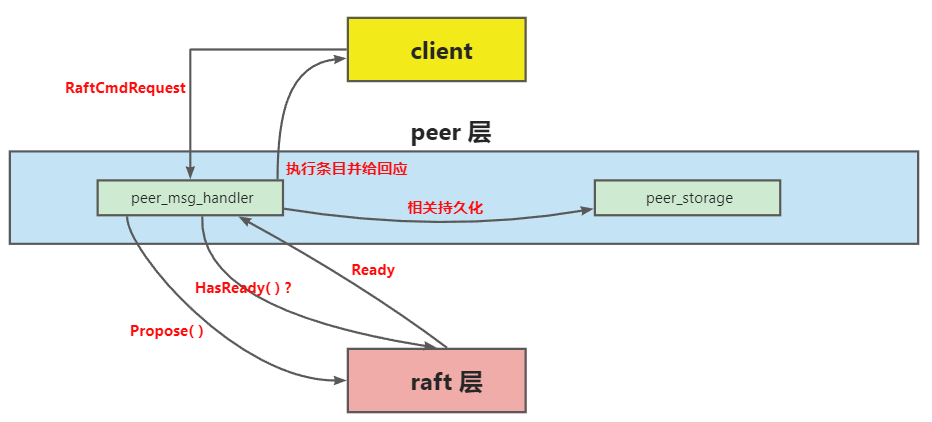 client
RaftCmdRequest
peer 层
执行条目并给回应
peer_msg_handler
相关持久化
peer_storage
Ready
HasReady( ) ?
Propose( )
raft 层